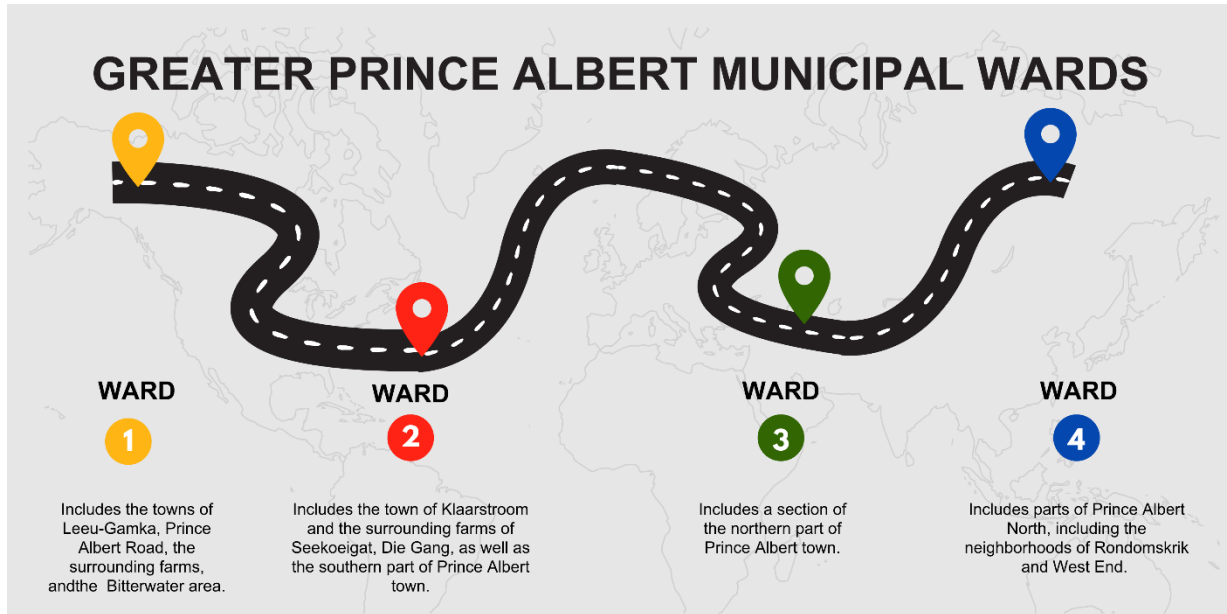 GREATER PRINCE ALBERT MUNICIPAL WARDS
WARD
1
Includes the towns of
Leeu-Gamka, Prince
Albert Road, the
surrounding farms,
andthe Bitterwater area.
WARD
2
Includes the town of Klaarstroom
and the surrounding farms of
Seekoeigat, Die Gang, as well as
the southern part of Prince Albert
town.
WARD
3
Includes a section of
the northern part of
Prince Albert town.
WARD
4
Includes parts of Prince Albert
North, including the
neighborhoods of Rondomskrik
and West End.